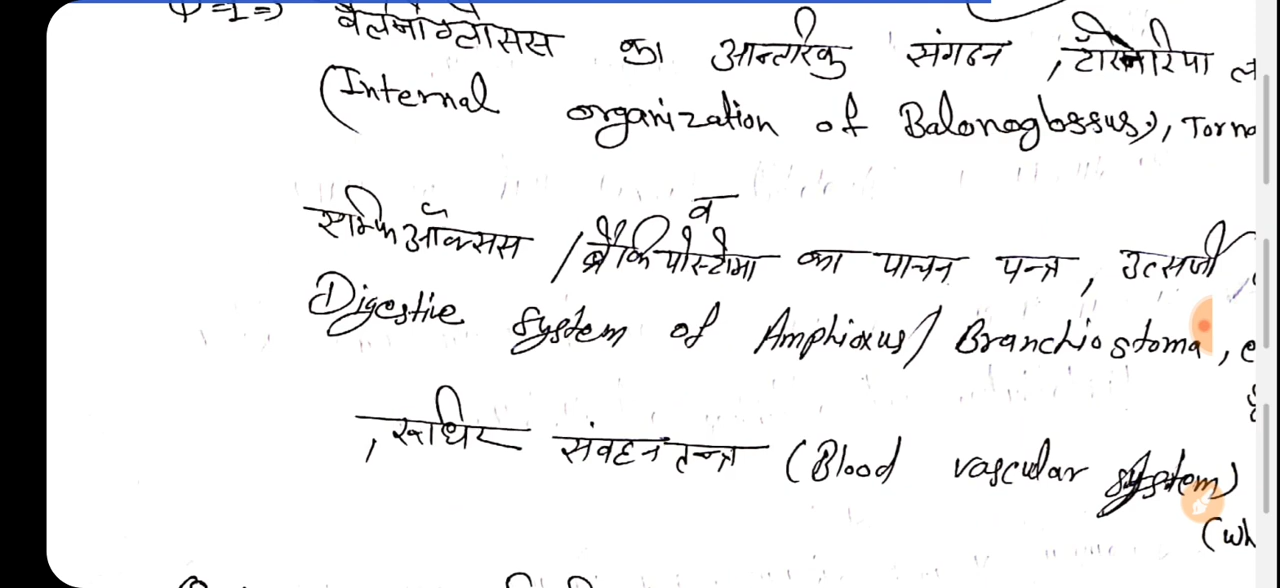 बैलेनोग्लोसस का आन्तरिक संगठन , टॉरनेरिया
(Internal organization of Balonoglossus), Torna
व
एम्फिऑक्सस / ब्रैंकियोस्टोमा का पाचन तन्त्र , उत्सर्जी
Digestive system of Amphioxus / Branchiostoma , e
, रूधिर संवहन तन्त्र (Blood vascular system)
(wh